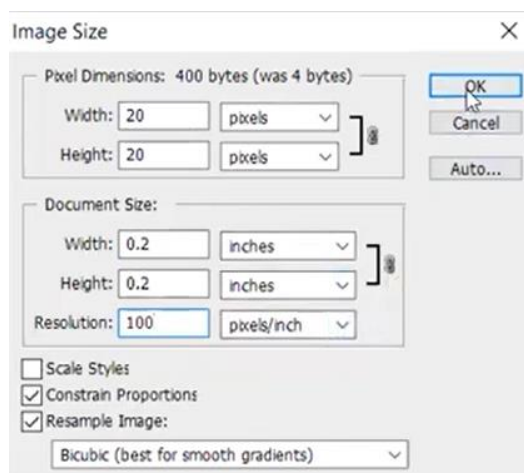 Image Size
Pixel Dimensions: 400 bytes (was 4 bytes)
OK
Width: 20 pixels
Cancel
Height: 20 pixels
Auto...
Document Size:
Width: 0.2 inches
Height: 0.2 inches
Resolution: 100 pixels/inch
Scale Styles
Constrain Proportions
Resample Image:
Bicubic (best for smooth gradients)